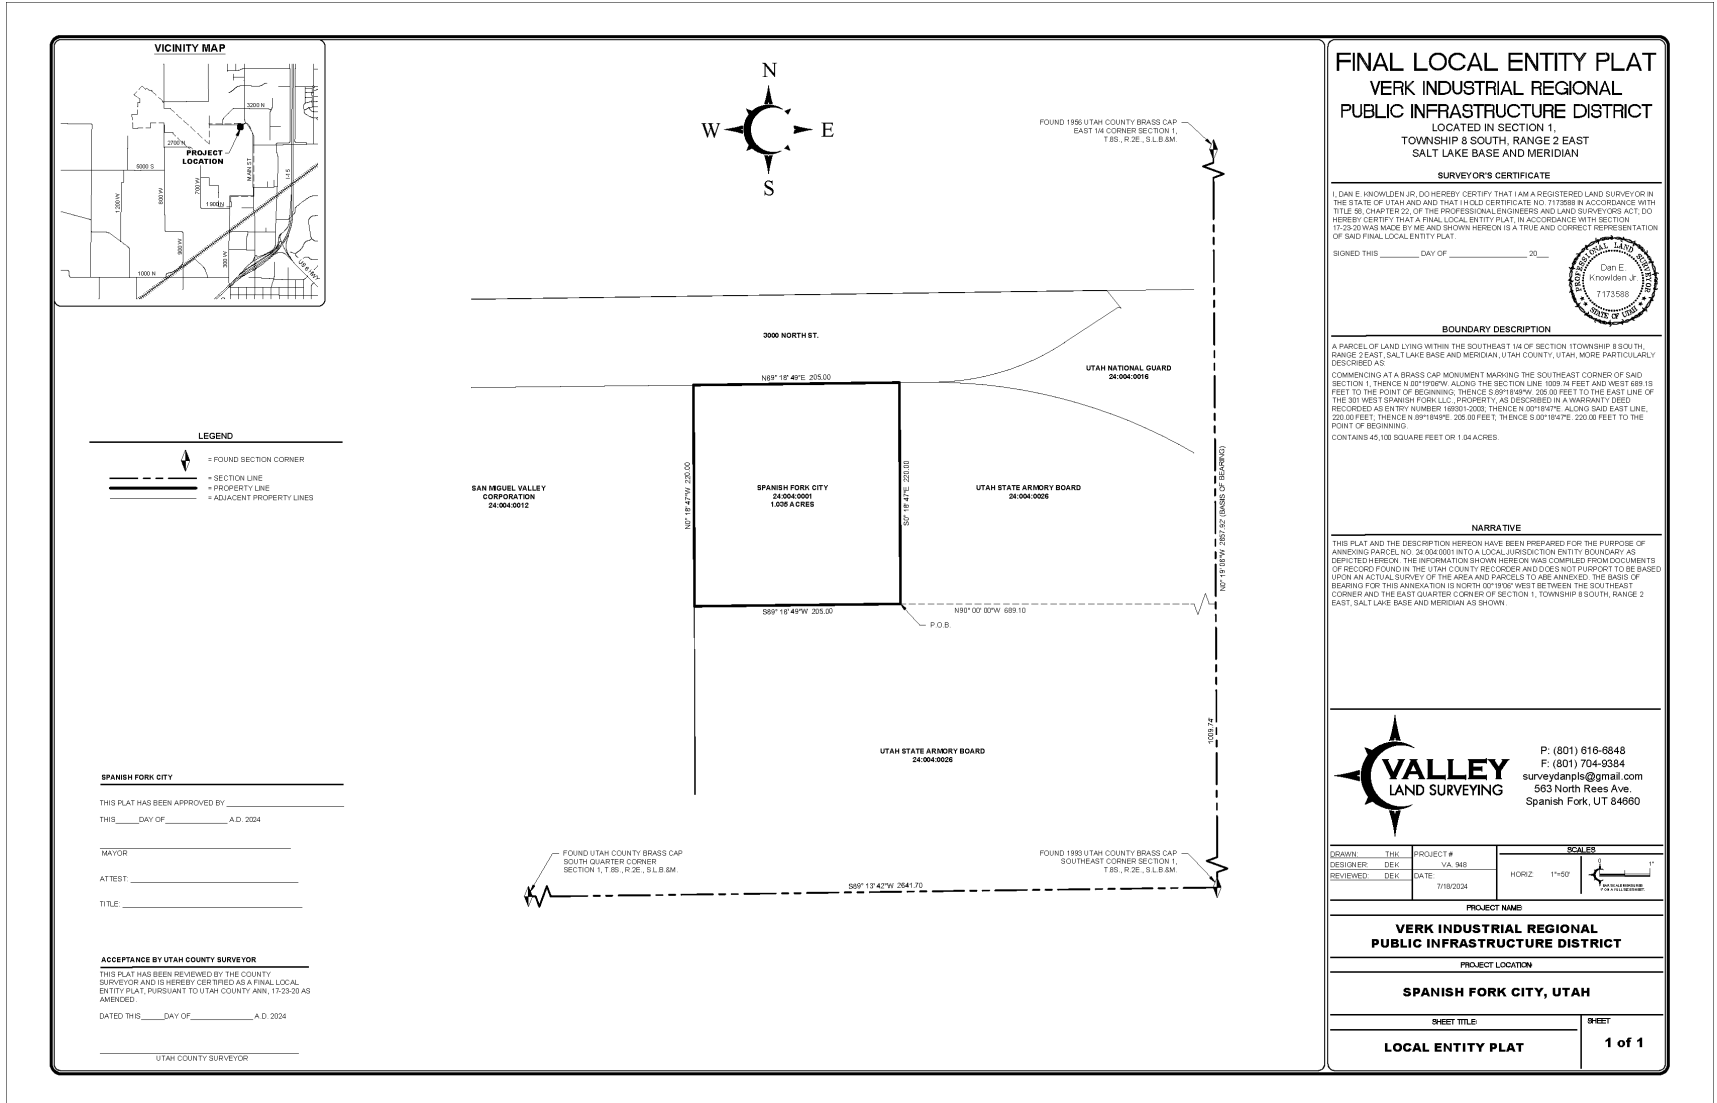 VICINITY MAP
3200 N
2700 N
PROJECT
LOCATION
5000 S
MAIN ST
I-15
1200 W
800 W
700 W
1900 N
900 W
300 W
1000 N
US 6 HWY
N
W
E
S
FOUND 1956 UTAH COUNTY BRASS CAP
EAST 1/4 CORNER SECTION 1,
T.8S., R.2E., S.L.B.&M.
3000 NORTH ST.
UTAH NATIONAL GUARD
24:004:0016
N89° 18' 49"E 205.00
LEGEND
= FOUND SECTION CORNER
= SECTION LINE
= PROPERTY LINE
= ADJACENT PROPERTY LINES
SAN MIGUEL VALLEY
CORPORATION
24:004:0012
N0° 18' 47"W 220.00
SPANISH FORK CITY
24:004:0001
1.035 ACRES
S0° 18' 47"E 220.00
UTAH STATE ARMORY BOARD
24:004:0026
N0° 19' 06"W 2657.92' (BASIS OF BEARING)
S89° 18' 49"W 205.00
N90° 00' 00"W 689.10
P.O.B.
1009.74'
UTAH STATE ARMORY BOARD
24:004:0026
SPANISH FORK CITY
THIS PLAT HAS BEEN APPROVED BY
THIS DAY OF A.D. 2024
MAYOR
ATTEST:
TITLE:
FOUND UTAH COUNTY BRASS CAP
SOUTH QUARTER CORNER
SECTION 1, T.8S., R.2E., S.L.B.&M.
FOUND 1993 UTAH COUNTY BRASS CAP
SOUTHEAST CORNER SECTION 1,
T.8S., R.2E., S.L.B.&M.
S89° 13' 42"W 2641.70
ACCEPTANCE BY UTAH COUNTY SURVEYOR
THIS PLAT HAS BEEN REVIEWED BY THE COUNTY
SURVEYOR AND IS HEREBY CERTIFIED AS A FINAL LOCAL
ENTITY PLAT, PURSUANT TO UTAH COUNTY ANN, 17-23-20 AS
AMENDED.
DATED THIS DAY OF A.D. 2024
UTAH COUNTY SURVEYOR
FINAL LOCAL ENTITY PLAT
VERK INDUSTRIAL REGIONAL
PUBLIC INFRASTRUCTURE DISTRICT
LOCATED IN SECTION 1,
TOWNSHIP 8 SOUTH, RANGE 2 EAST
SALT LAKE BASE AND MERIDIAN
SURVEYOR'S CERTIFICATE
I, DAN E. KNOWLDEN JR, DO HEREBY CERTIFY THAT I AM A REGISTERED LAND SURVEYOR IN
THE STATE OF UTAH AND AND THAT I HOLD CERTIFICATE NO. 7173588 IN ACCORDANCE WITH
TITLE 58, CHAPTER 22, OF THE PROFESSIONAL ENGINEERS AND LAND SURVEYORS ACT; DO
HEREBY CERTIFY THAT A FINAL LOCAL ENTITY PLAT, IN ACCORDANCE WITH SECTION
17-23-20 WAS MADE BY ME AND SHOWN HEREON IS A TRUE AND CORRECT REPRESENTATION
OF SAID FINAL LOCAL ENTITY PLAT.
SIGNED THIS DAY OF 20
PROFESSIONAL LAND SURVEYOR
Dan E.
Knowlden Jr.
7173588
STATE OF UTAH
BOUNDARY DESCRIPTION
A PARCEL OF LAND LYING WITHIN THE SOUTHEAST 1/4 OF SECTION 1TOWNSHIP 8 SOUTH,
RANGE 2 EAST, SALT LAKE BASE AND MERIDIAN, UTAH COUNTY, UTAH, MORE PARTICULARLY
DESCRIBED AS:
COMMENCING AT A BRASS CAP MONUMENT MARKING THE SOUTHEAST CORNER OF SAID
SECTION 1, THENCE N.00°19'06"W. ALONG THE SECTION LINE 1009.74 FEET AND WEST 689.15
FEET TO THE POINT OF BEGINNING; THENCE S.89°18'49"W. 205.00 FEET TO THE EAST LINE OF
THE 301 WEST SPANISH FORK LLC., PROPERTY, AS DESCRIBED IN A WARRANTY DEED
RECORDED AS ENTRY NUMBER 169301-2003; THENCE N.00°18'47"E. ALONG SAID EAST LINE,
220.00 FEET; THENCE N.89°18'49"E. 205.00 FEET; THENCE S.00°18'47"E. 220.00 FEET TO THE
POINT OF BEGINNING.
CONTAINS 45,100 SQUARE FEET OR 1.04 ACRES.
NARRATIVE
THIS PLAT AND THE DESCRIPTION HEREON HAVE BEEN PREPARED FOR THE PURPOSE OF
ANNEXING PARCEL NO. 24:004:0001 INTO A LOCAL JURISDICTION ENTITY BOUNDARY AS
DEPICTED HEREON. THE INFORMATION SHOWN HEREON WAS COMPILED FROM DOCUMENTS
OF RECORD FOUND IN THE UTAH COUNTY RECORDER AND DOES NOT PURPORT TO BE BASED
UPON AN ACTUAL SURVEY OF THE AREA AND PARCELS TO ABE ANNEXED. THE BASIS OF
BEARING FOR THIS ANNEXATION IS NORTH 00°19'06" WEST BETWEEN THE SOUTHEAST
CORNER AND THE EAST QUARTER CORNER OF SECTION 1, TOWNSHIP 8 SOUTH, RANGE 2
EAST, SALT LAKE BASE AND MERIDIAN AS SHOWN.
VALLEY
LAND SURVEYING
P: (801) 616-6848
F: (801) 704-9384
surveydanpls@gmail.com
563 North Rees Ave.
Spanish Fork, UT 84660
DRAWN: THK
DESIGNER: DEK
REVIEWED: DEK
PROJECT #
VA. 948
DATE:
7/18/2024
SCALES
HORIZ: 1"=50'
0 1"
PROJECT NAME:
VERK INDUSTRIAL REGIONAL
PUBLIC INFRASTRUCTURE DISTRICT
PROJECT LOCATION:
SPANISH FORK CITY, UTAH
SHEET TITLE:
LOCAL ENTITY PLAT
SHEET
1 of 1